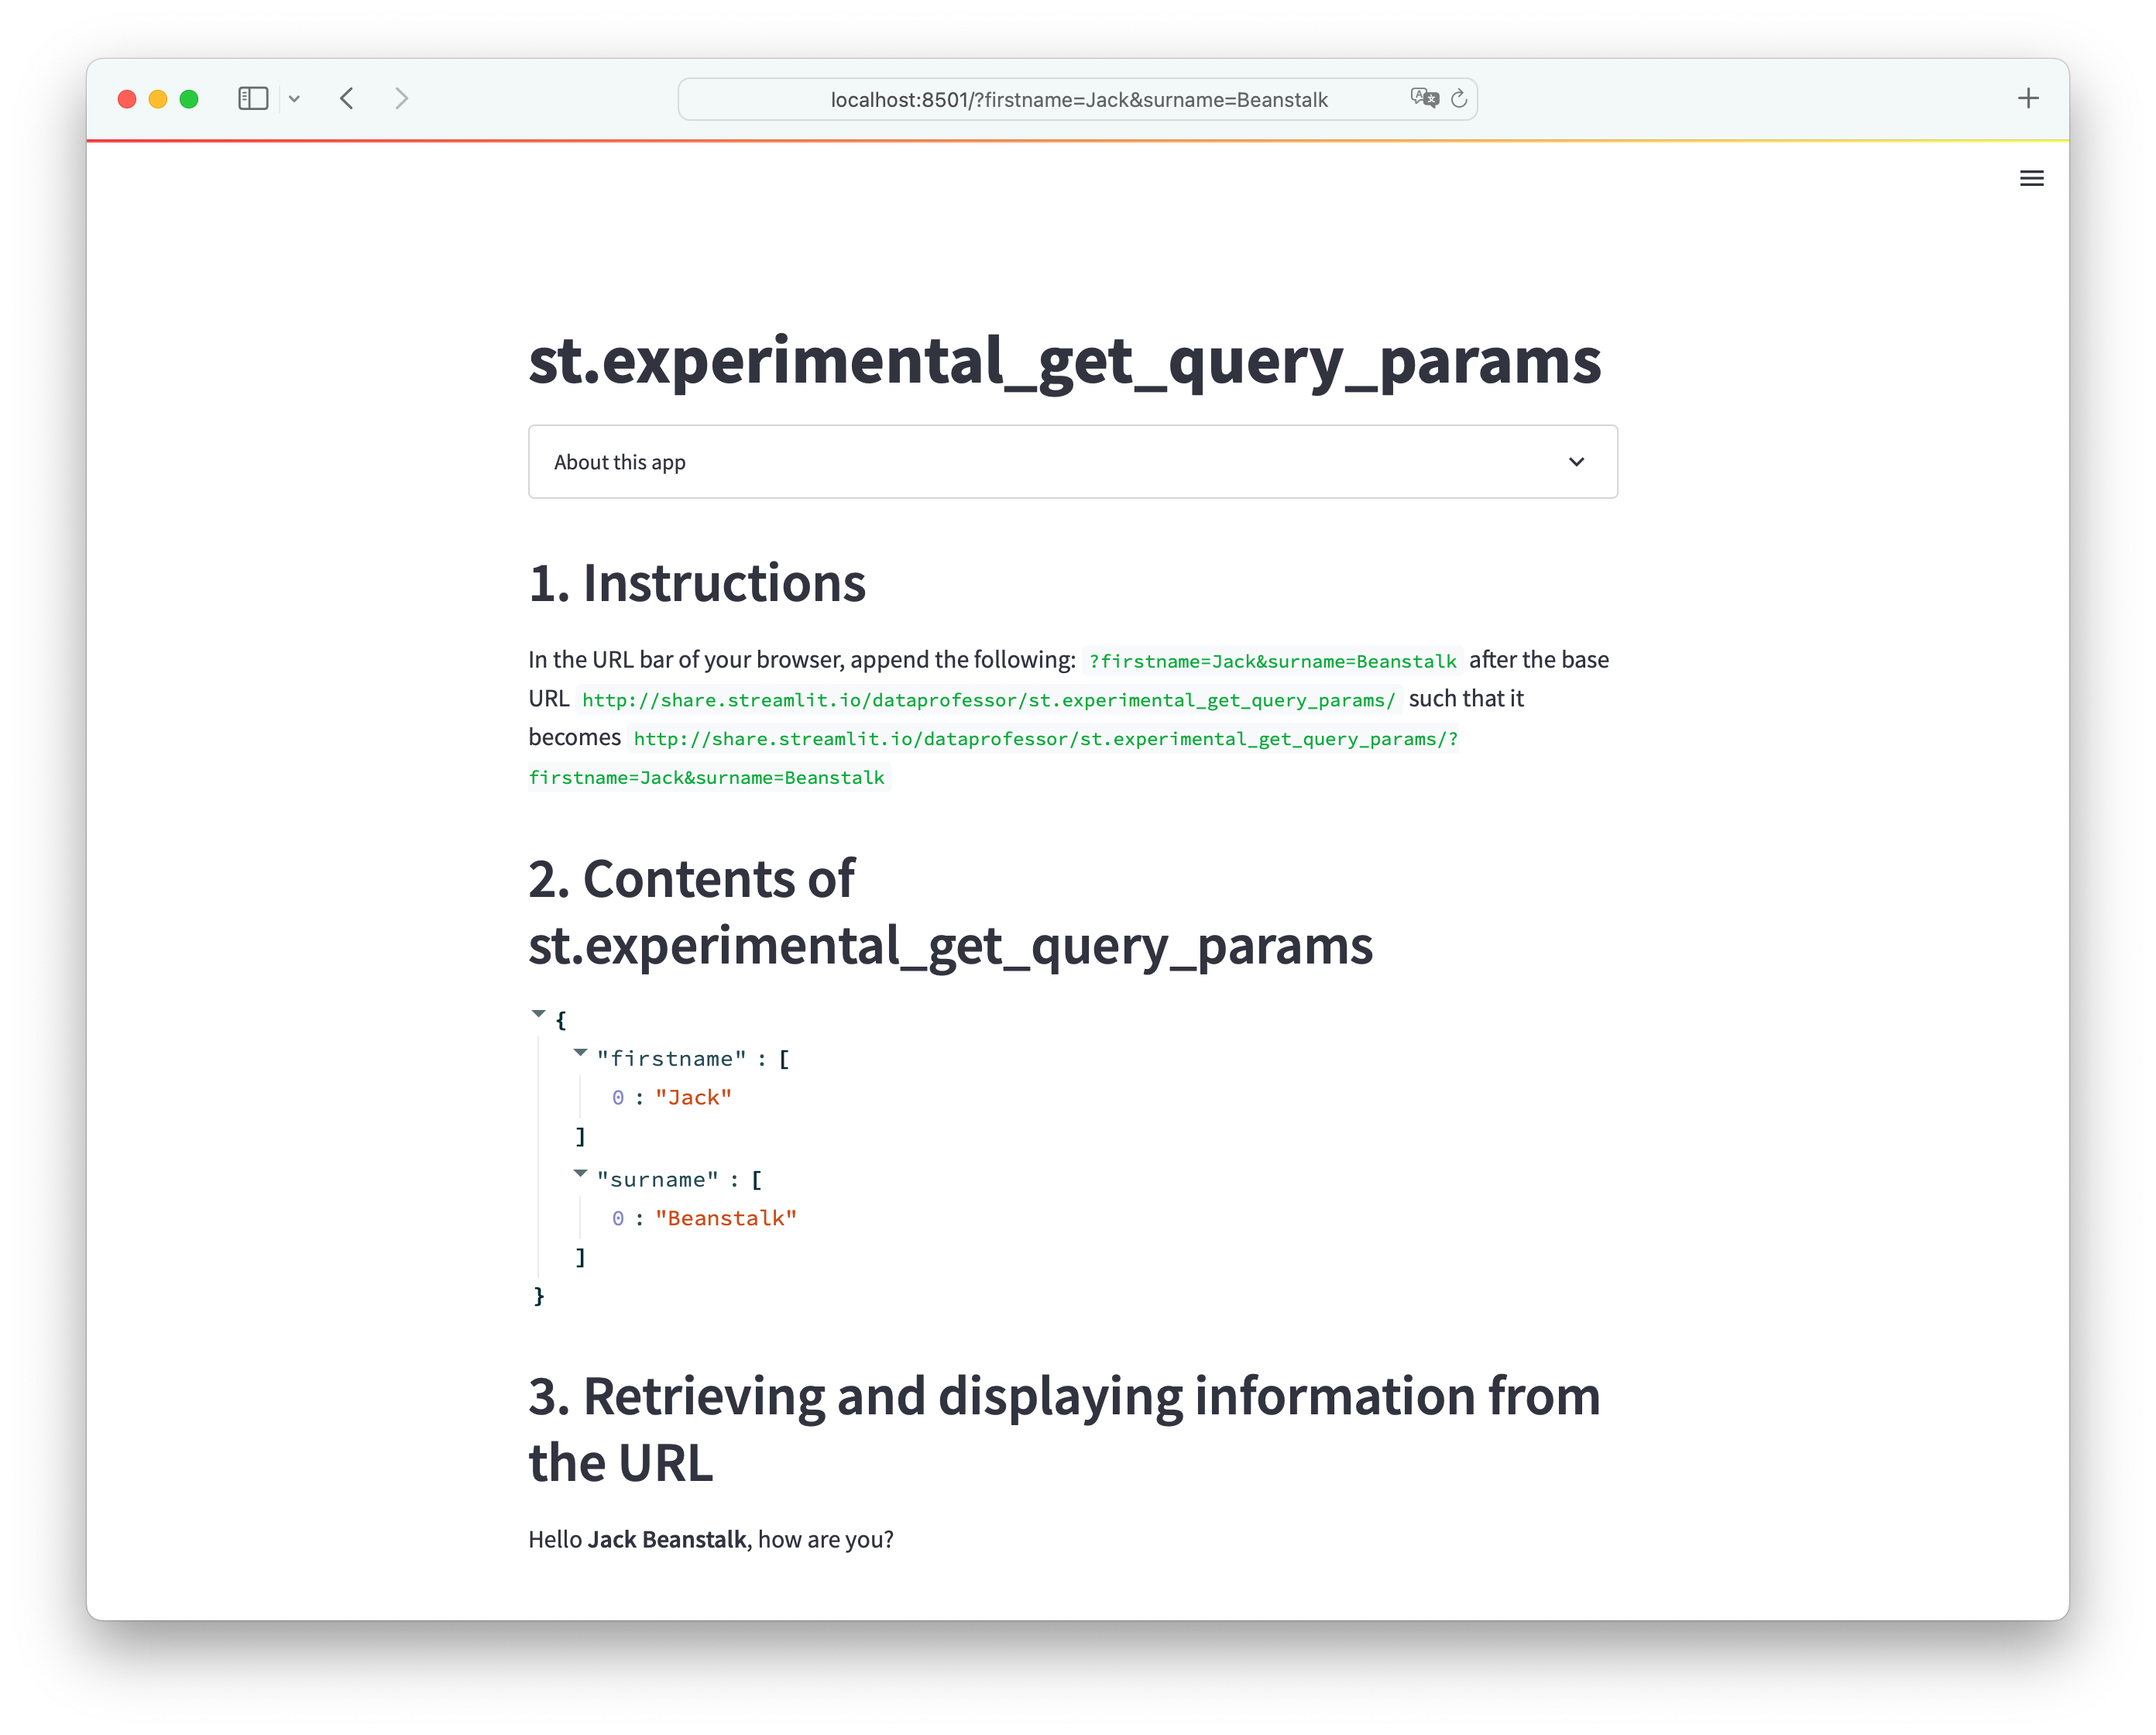 localhost:8501/?firstname=Jack&surname=Beanstalk
st.experimental_get_query_params
About this app
1. Instructions
In the URL bar of your browser, append the following: ?firstname=Jack&surname=Beanstalk after the base
URL http://share.streamlit.io/dataprofessor/st.experimental_get_query_params/ such that it
becomes http://share.streamlit.io/dataprofessor/st.experimental_get_query_params/?
firstname=Jack&surname=Beanstalk
2. Contents of
st.experimental_get_query_params
{
"firstname" : [
0 : "Jack"
]
"surname" : [
0 : "Beanstalk"
]
}
3. Retrieving and displaying information from
the URL
Hello Jack Beanstalk, how are you?